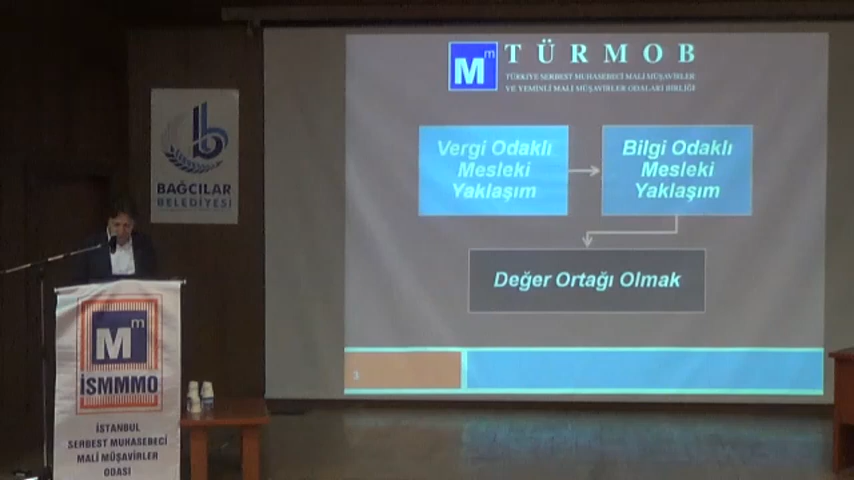 Mm TÜRMOB
TÜRKİYE SERBEST MUHASEBECİ MALİ MÜŞAVİRLER
VE YEMİNLİ MALİ MÜŞAVİRLER ODALARI BİRLİĞİ
Vergi Odaklı
Mesleki
Yaklaşım
Bilgi Odaklı
Mesleki
Yaklaşım
Değer Ortağı Olmak
3
BAĞCILAR
BELEDİYESİ
Mm
İSMMMO
İSTANBUL
SERBEST MUHASEBECİ
MALİ MÜŞAVİRLER
ODASI